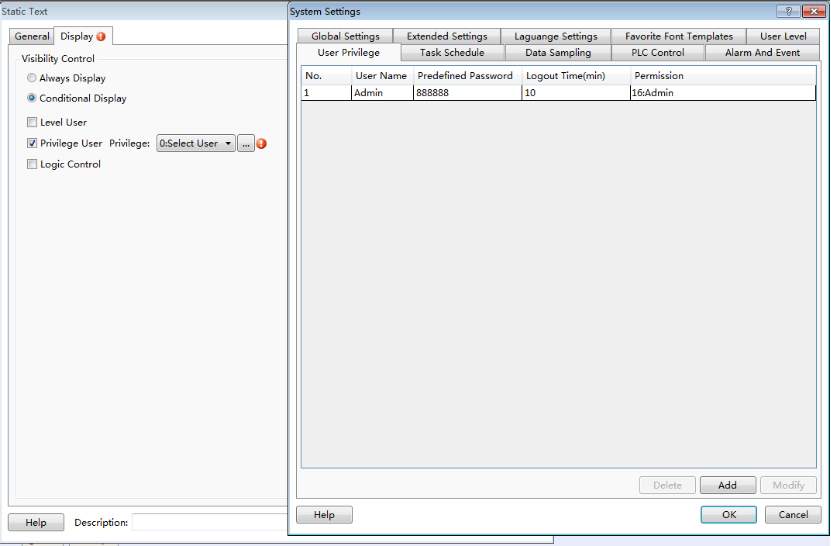 Static Text
General Display
Visibility Control
Always Display
Conditional Display
Level User
Privilege User Privilege: 0:Select User ...
Logic Control
Help Description:
System Settings
Global Settings Extended Settings Laguange Settings Favorite Font Templates User Level
User Privilege Task Schedule Data Sampling PLC Control Alarm And Event
No. User Name Predefined Password Logout Time(min) Permission
1 Admin 888888 10 16:Admin
Delete Add Modify
Help OK Cancel